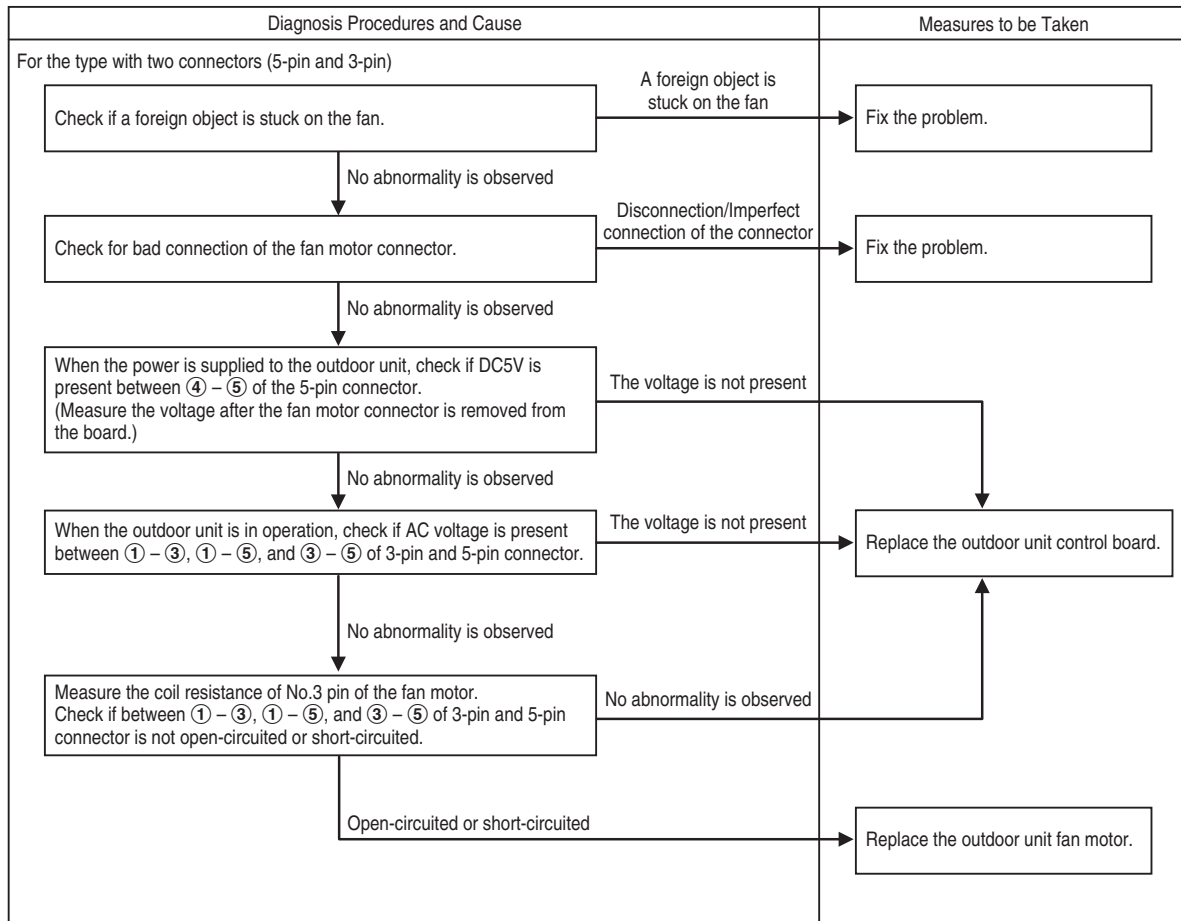 Diagnosis Procedures and Cause
Measures to be Taken
For the type with two connectors (5-pin and 3-pin)
Check if a foreign object is stuck on the fan.
A foreign object is
stuck on the fan
Fix the problem.
No abnormality is observed
Check for bad connection of the fan motor connector.
Disconnection/Imperfect
connection of the connector
Fix the problem.
No abnormality is observed
When the power is supplied to the outdoor unit, check if DC5V is
present between ④ – ⑤ of the 5-pin connector.
(Measure the voltage after the fan motor connector is removed from
the board.)
The voltage is not present
No abnormality is observed
When the outdoor unit is in operation, check if AC voltage is present
between ① – ③, ① – ⑤, and ③ – ⑤ of 3-pin and 5-pin connector.
The voltage is not present
Replace the outdoor unit control board.
No abnormality is observed
Measure the coil resistance of No.3 pin of the fan motor.
Check if between ① – ③, ① – ⑤, and ③ – ⑤ of 3-pin and 5-pin
connector is not open-circuited or short-circuited.
No abnormality is observed
Open-circuited or short-circuited
Replace the outdoor unit fan motor.